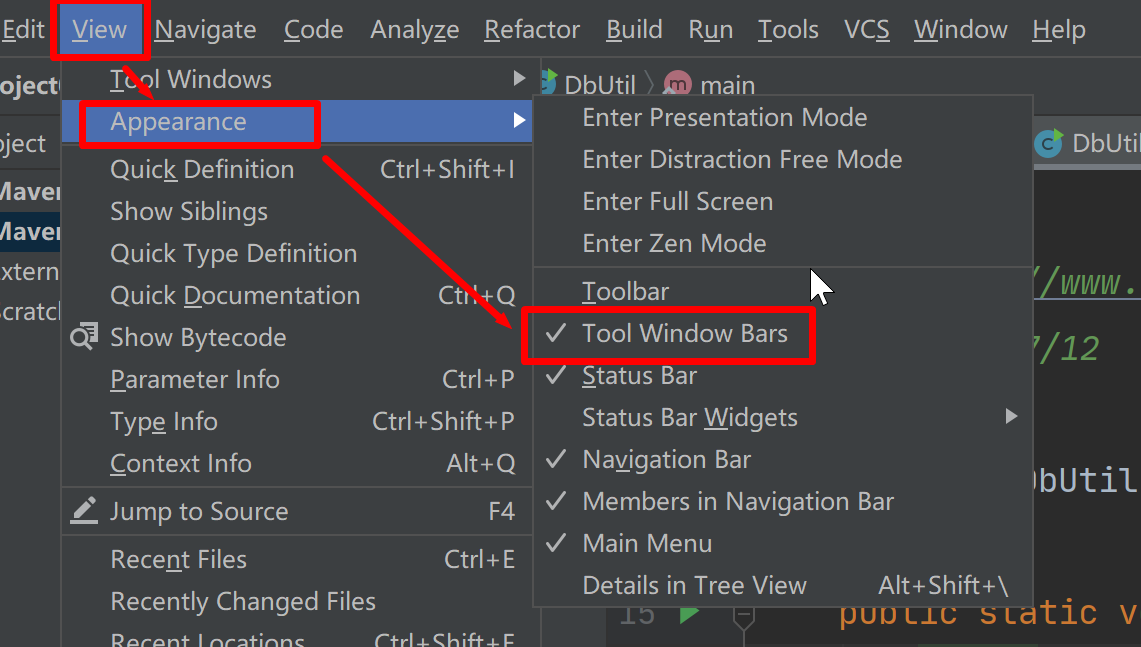 Edit View Navigate Code Analyze Refactor Build Run Tools VCS Window Help
oject
DbUtil main
Tool Windows
Appearance
Quick Definition Ctrl+Shift+I
Show Siblings
Quick Type Definition
Quick Documentation Ctrl+Q
Show Bytecode
Parameter Info Ctrl+P
Type Info Ctrl+Shift+P
Context Info Alt+Q
Jump to Source F4
Recent Files Ctrl+E
Recently Changed Files
Recent Locations Ctrl+Shift+E
Enter Presentation Mode
Enter Distraction Free Mode
Enter Full Screen
Enter Zen Mode
Toolbar
Tool Window Bars
Status Bar
Status Bar Widgets
Navigation Bar
Members in Navigation Bar
Main Menu
Details in Tree View Alt+Shift+\
oject
Maven
Maven
xtern
cratch
DbUtil
//www.
/12
DbUtil
15 public static v